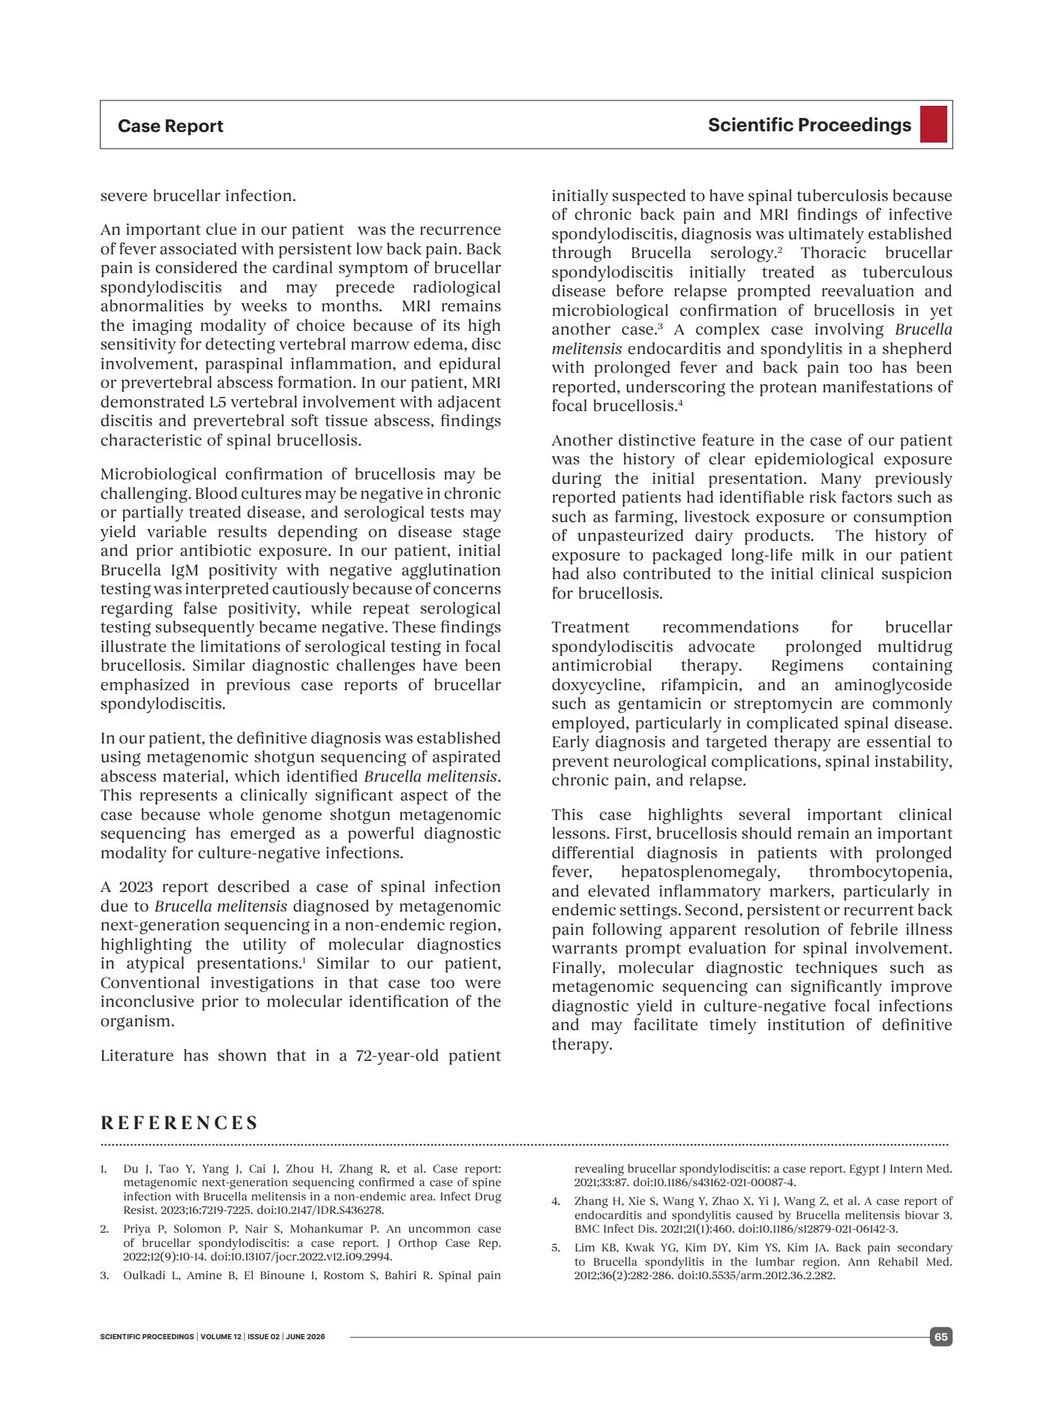 Case Report
Scientific Proceedings
severe brucellar infection.
An important clue in our patient was the recurrence
of fever associated with persistent low back pain. Back
pain is considered the cardinal symptom of brucellar
spondylodiscitis and may precede radiological
abnormalities by weeks to months. MRI remains
the imaging modality of choice because of its high
sensitivity for detecting vertebral marrow edema, disc
involvement, paraspinal inflammation, and epidural
or prevertebral abscess formation. In our patient, MRI
demonstrated L5 vertebral involvement with adjacent
discitis and prevertebral soft tissue abscess, findings
characteristic of spinal brucellosis.
Microbiological confirmation of brucellosis may be
challenging. Blood cultures may be negative in chronic
or partially treated disease, and serological tests may
yield variable results depending on disease stage
and prior antibiotic exposure. In our patient, initial
Brucella IgM positivity with negative agglutination
testing was interpreted cautiously because of concerns
regarding false positivity, while repeat serological
testing subsequently became negative. These findings
illustrate the limitations of serological testing in focal
brucellosis. Similar diagnostic challenges have been
emphasized in previous case reports of brucellar
spondylodiscitis.
In our patient, the definitive diagnosis was established
using metagenomic shotgun sequencing of aspirated
abscess material, which identified Brucella melitensis.
This represents a clinically significant aspect of the
case because whole genome shotgun metagenomic
sequencing has emerged as a powerful diagnostic
modality for culture-negative infections.
A 2023 report described a case of spinal infection
due to Brucella melitensis diagnosed by metagenomic
next-generation sequencing in a non-endemic region,
highlighting the utility of molecular diagnostics
in atypical presentations.¹ Similar to our patient,
Conventional investigations in that case too were
inconclusive prior to molecular identification of the
organism.
Literature has shown that in a 72-year-old patient
initially suspected to have spinal tuberculosis because
of chronic back pain and MRI findings of infective
spondylodiscitis, diagnosis was ultimately established
through Brucella serology.² Thoracic brucellar
spondylodiscitis initially treated as tuberculous
disease before relapse prompted reevaluation and
microbiological confirmation of brucellosis in yet
another case.³ A complex case involving Brucella
melitensis endocarditis and spondylitis in a shepherd
with prolonged fever and back pain too has been
reported, underscoring the protean manifestations of
focal brucellosis.⁴
Another distinctive feature in the case of our patient
was the history of clear epidemiological exposure
during the initial presentation. Many previously
reported patients had identifiable risk factors such as
such as farming, livestock exposure or consumption
of unpasteurized dairy products. The history of
exposure to packaged long-life milk in our patient
had also contributed to the initial clinical suspicion
for brucellosis.
Treatment recommendations for brucellar
spondylodiscitis advocate prolonged multidrug
antimicrobial therapy. Regimens containing
doxycycline, rifampicin, and an aminoglycoside
such as gentamicin or streptomycin are commonly
employed, particularly in complicated spinal disease.
Early diagnosis and targeted therapy are essential to
prevent neurological complications, spinal instability,
chronic pain, and relapse.
This case highlights several important clinical
lessons. First, brucellosis should remain an important
differential diagnosis in patients with prolonged
fever, hepatosplenomegaly, thrombocytopenia,
and elevated inflammatory markers, particularly in
endemic settings. Second, persistent or recurrent back
pain following apparent resolution of febrile illness
warrants prompt evaluation for spinal involvement.
Finally, molecular diagnostic techniques such as
metagenomic sequencing can significantly improve
diagnostic yield in culture-negative focal infections
and may facilitate timely institution of definitive
therapy.
REFERENCES
1. Du J, Tao Y, Yang J, Cai J, Zhou H, Zhang R, et al. Case report:
metagenomic next-generation sequencing confirmed a case of spine
infection with Brucella melitensis in a non-endemic area. Infect Drug
Resist. 2023;16:7219-7225. doi:10.2147/IDR.S436278.
2. Priya P, Solomon P, Nair S, Mohankumar P. An uncommon case
of brucellar spondylodiscitis: a case report. J Orthop Case Rep.
2022;12(9):10-14. doi:10.13107/jocr.2022.v12.i09.2994.
3. Oulkadi L, Amine B, El Binoune I, Rostom S, Bahiri R. Spinal pain
revealing brucellar spondylodiscitis: a case report. Egypt J Intern Med.
2021;33:87. doi:10.1186/s43162-021-00087-4.
4. Zhang H, Xie S, Wang Y, Zhao X, Yi J, Wang Z, et al. A case report of
endocarditis and spondylitis caused by Brucella melitensis biovar 3.
BMC Infect Dis. 2021;21(1):460. doi:10.1186/s12879-021-06142-3.
5. Lim KB, Kwak YG, Kim DY, Kim YS, Kim JA. Back pain secondary
to Brucella spondylitis in the lumbar region. Ann Rehabil Med.
2012;36(2):282-286. doi:10.5535/arm.2012.36.2.282.
SCIENTIFIC PROCEEDINGS | VOLUME 12 | ISSUE 02 | JUNE 2026
65